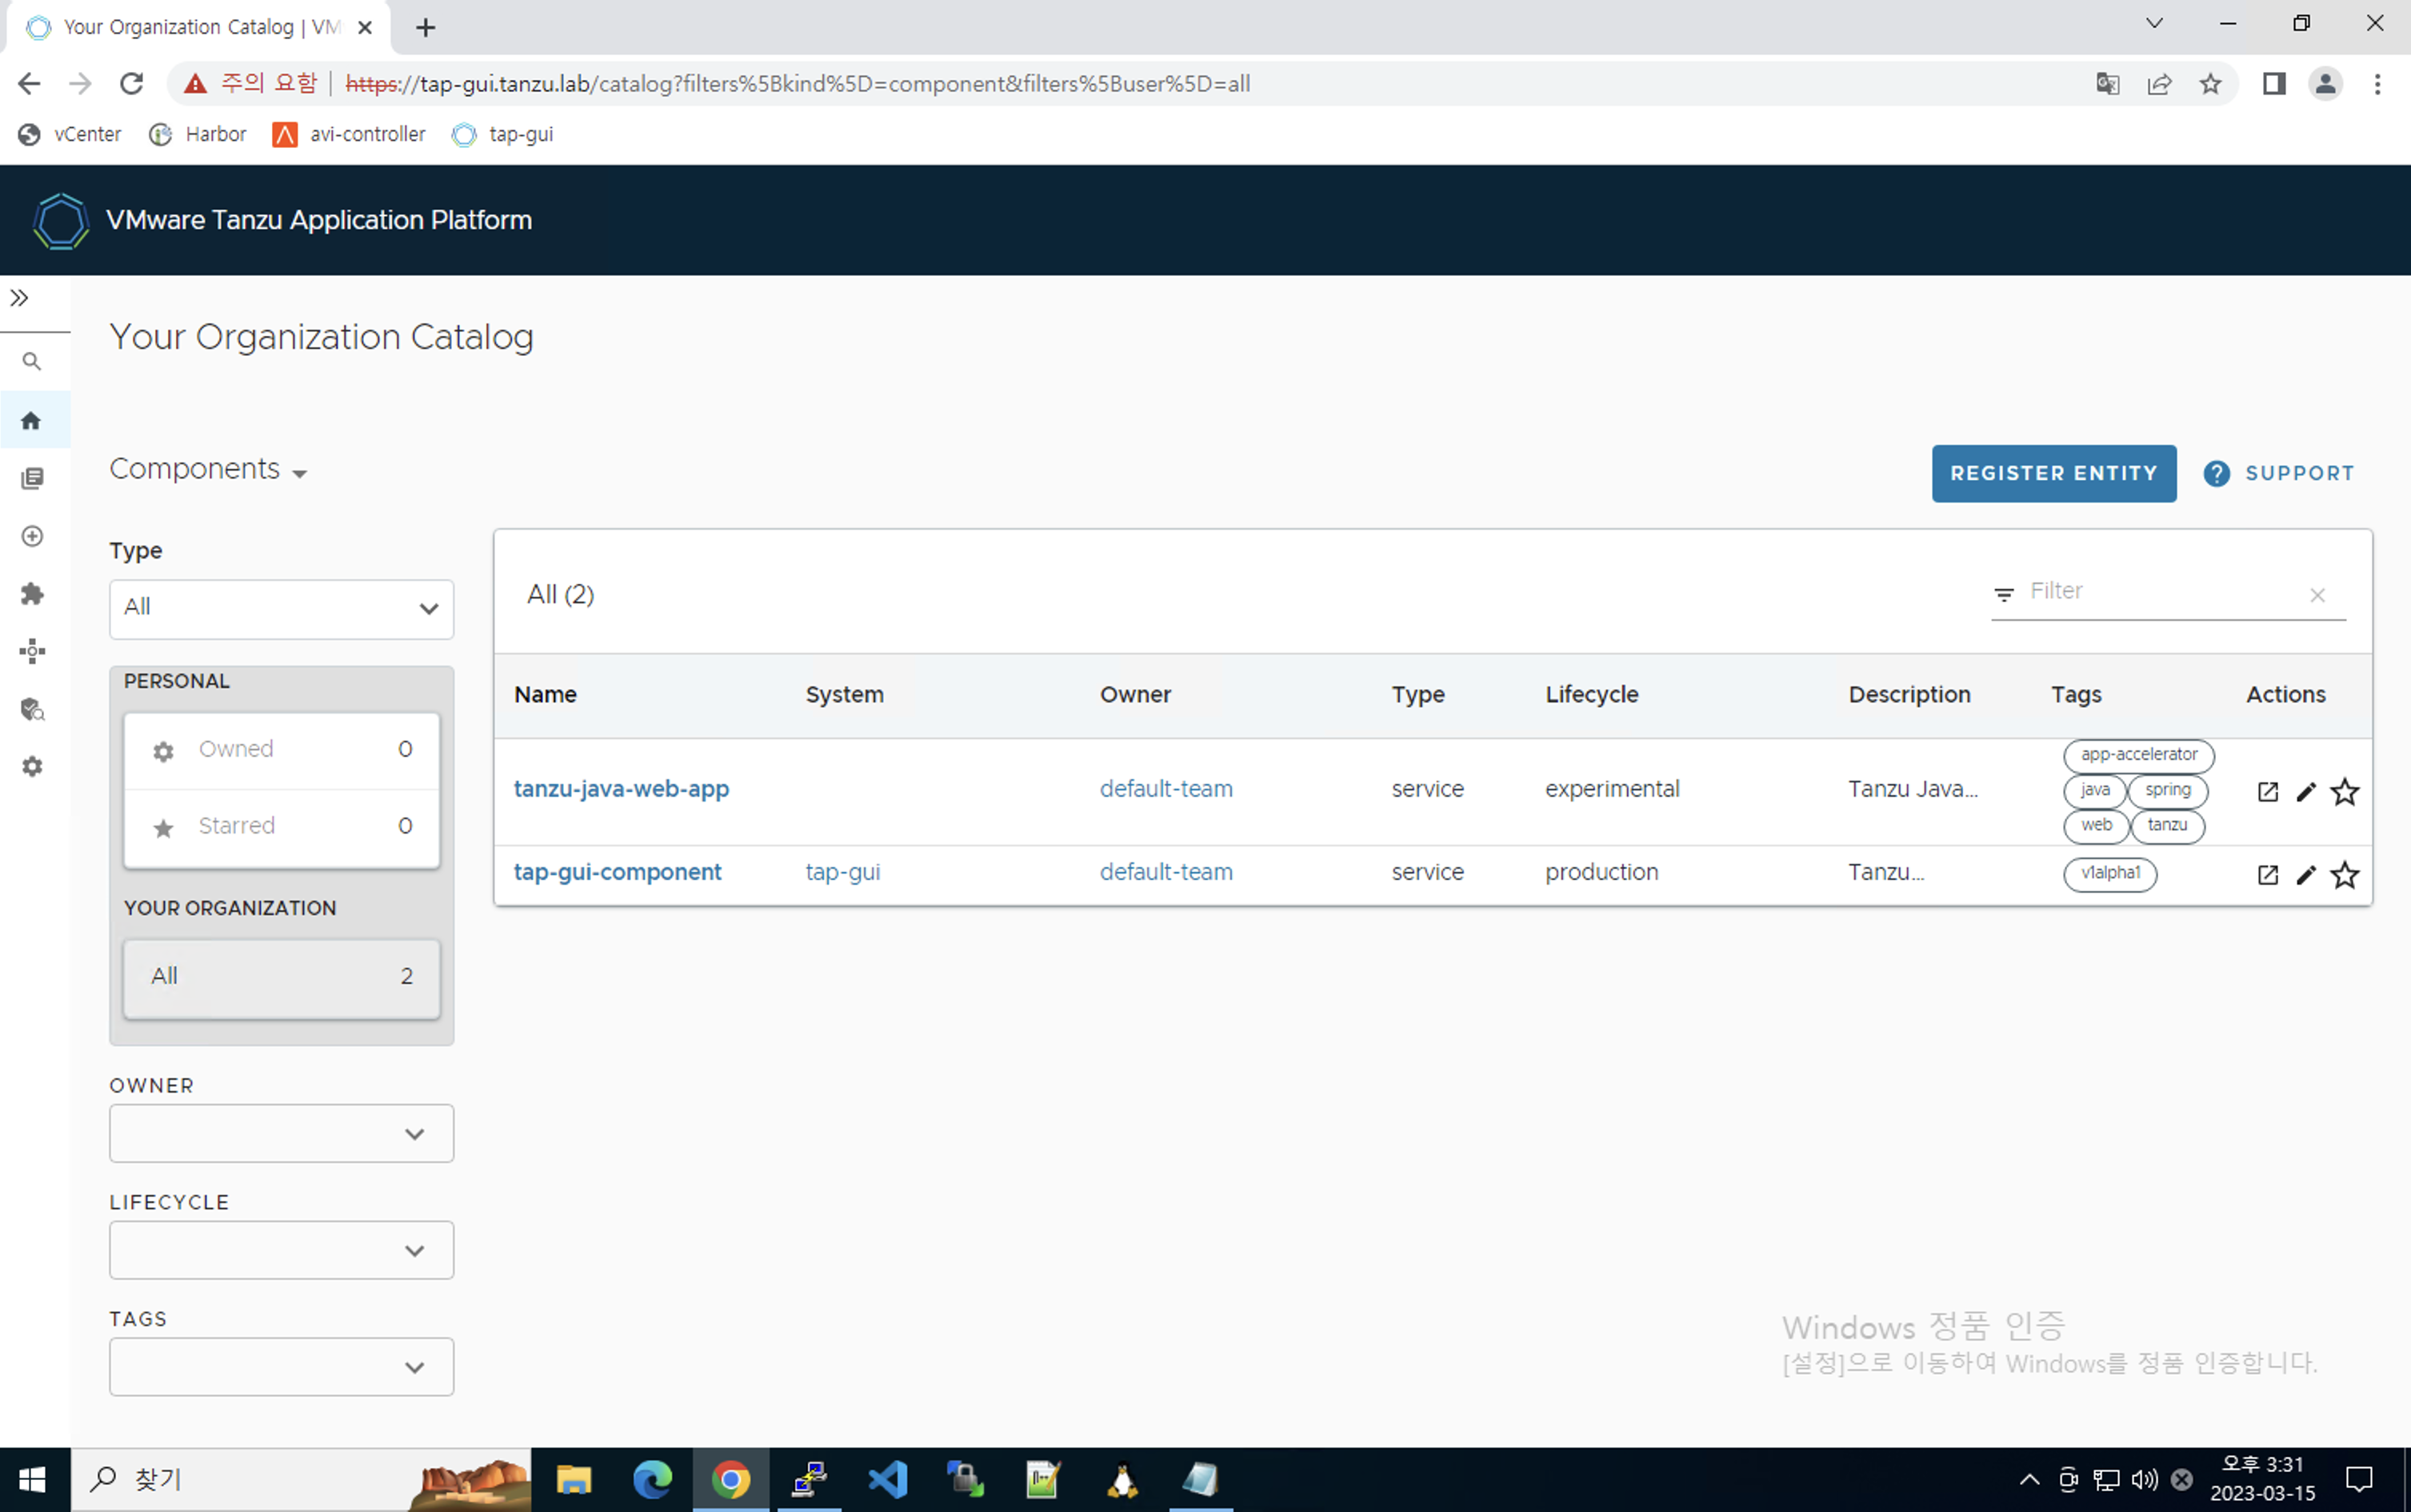 Your Organization Catalog | VM
주의 요함 | https://tap-gui.tanzu.lab/catalog?filters%5Bkind%5D=component&filters%5Buser%5D=all
vCenter Harbor avi-controller tap-gui
VMware Tanzu Application Platform
Your Organization Catalog
Components
REGISTER ENTITY ? SUPPORT
Type
All
PERSONAL
Owned 0
Starred 0
YOUR ORGANIZATION
All 2
OWNER
LIFECYCLE
TAGS
All (2) Filter
Name System Owner Type Lifecycle Description Tags Actions
tanzu-java-web-app default-team service experimental Tanzu Java... app-accelerator java spring web tanzu
tap-gui-component tap-gui default-team service production Tanzu... v1alpha1
Windows 정품 인증
[설정]으로 이동하여 Windows를 정품 인증합니다.
찾기
오후 3:31
2023-03-15